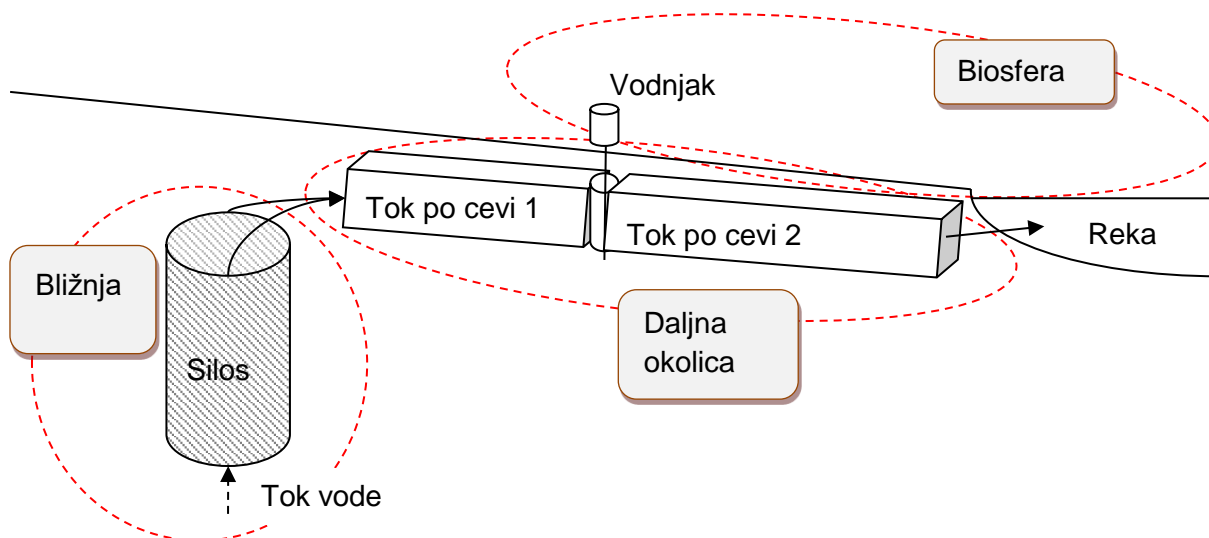 Biosfera
Vodnjak
Tok po cevi 1
Tok po cevi 2
Reka
Bližnja
Daljna
okolica
Silos
Tok vode